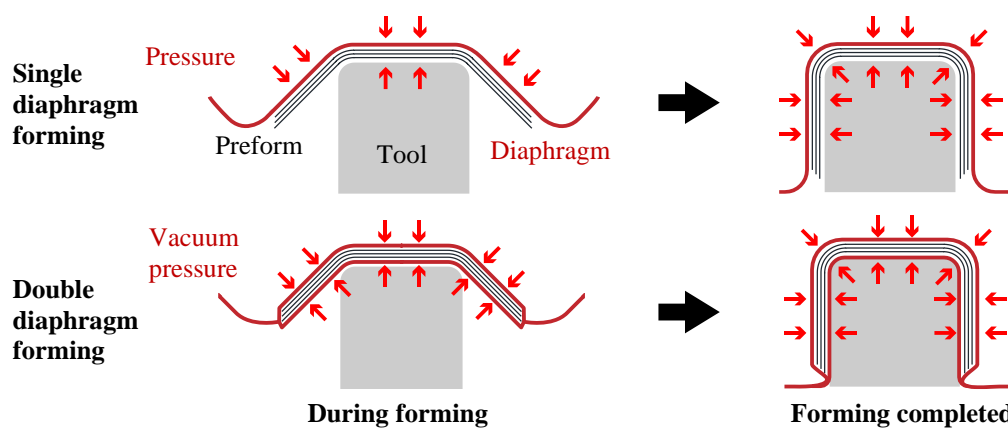 Single
diaphragm
forming
Pressure
Preform
Tool
Diaphragm
Double
diaphragm
forming
Vacuum
pressure
During forming
Forming completed